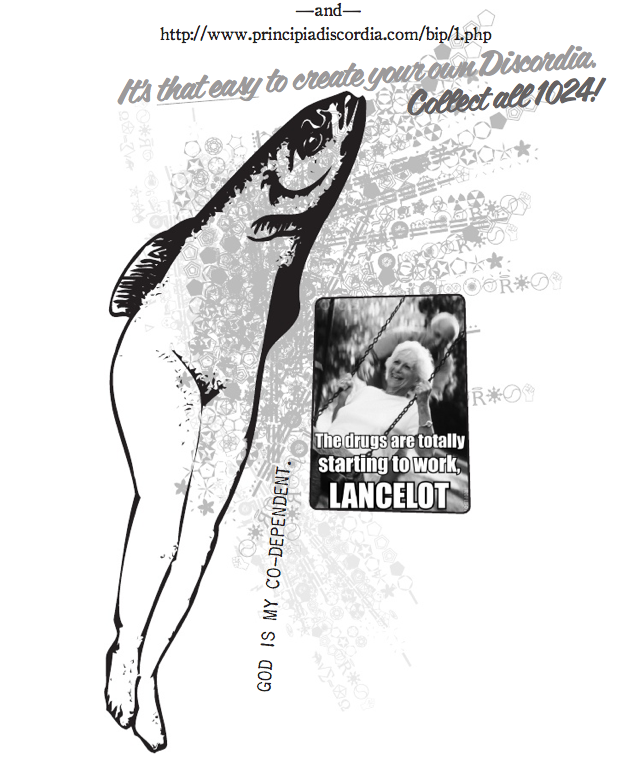 —and—
http://www.principiadiscordia.com/bip/1.php
It's that easy to create your own Discordia.
Collect all 1024!
The drugs are totally
starting to work,
LANCELOT
GOD IS MY CO-DEPENDENT.